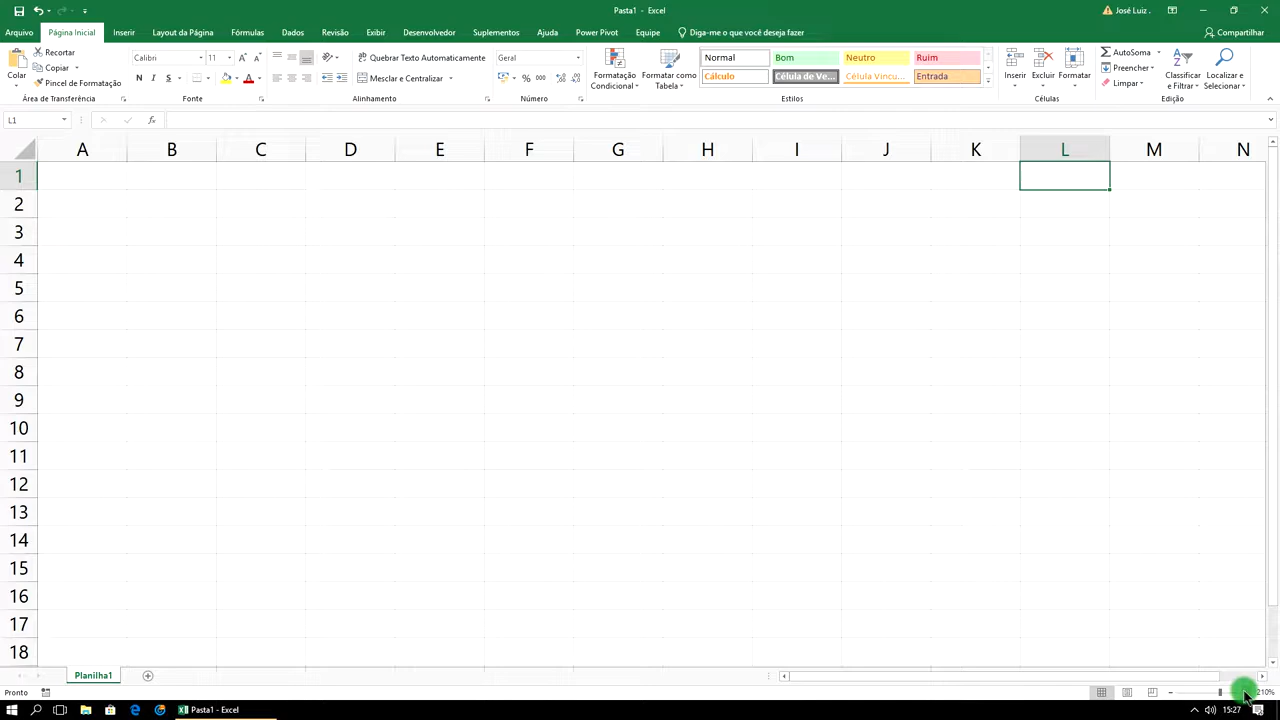 Pasta1 - Excel
José Luiz .
Arquivo Página Inicial Inserir Layout da Página Fórmulas Dados Revisão Exibir Desenvolvedor Suplementos Ajuda Power Pivot Equipe Diga-me o que você deseja fazer Compartilhar
Colar
Recortar
Copiar
Pincel de Formatação
Área de Transferência
Calibri 11
N I S A
Fonte
Quebrar Texto Automaticamente
Mesclar e Centralizar
Alinhamento
Geral
% 000
Número
Formatação Condicional
Formatar como Tabela
Normal Bom Neutro Ruim
Cálculo Célula de Ve... Célula Vincu... Entrada
Estilos
Inserir Excluir Formatar
Células
AutoSoma
Preencher
Limpar
Classificar e Filtrar
Localizar e Selecionar
Edição
L1 fx
A B C D E F G H I J K L M N
1
2
3
4
5
6
7
8
9
10
11
12
13
14
15
16
17
18
Planilha1
Pronto 210%
Pasta1 - Excel 15:27